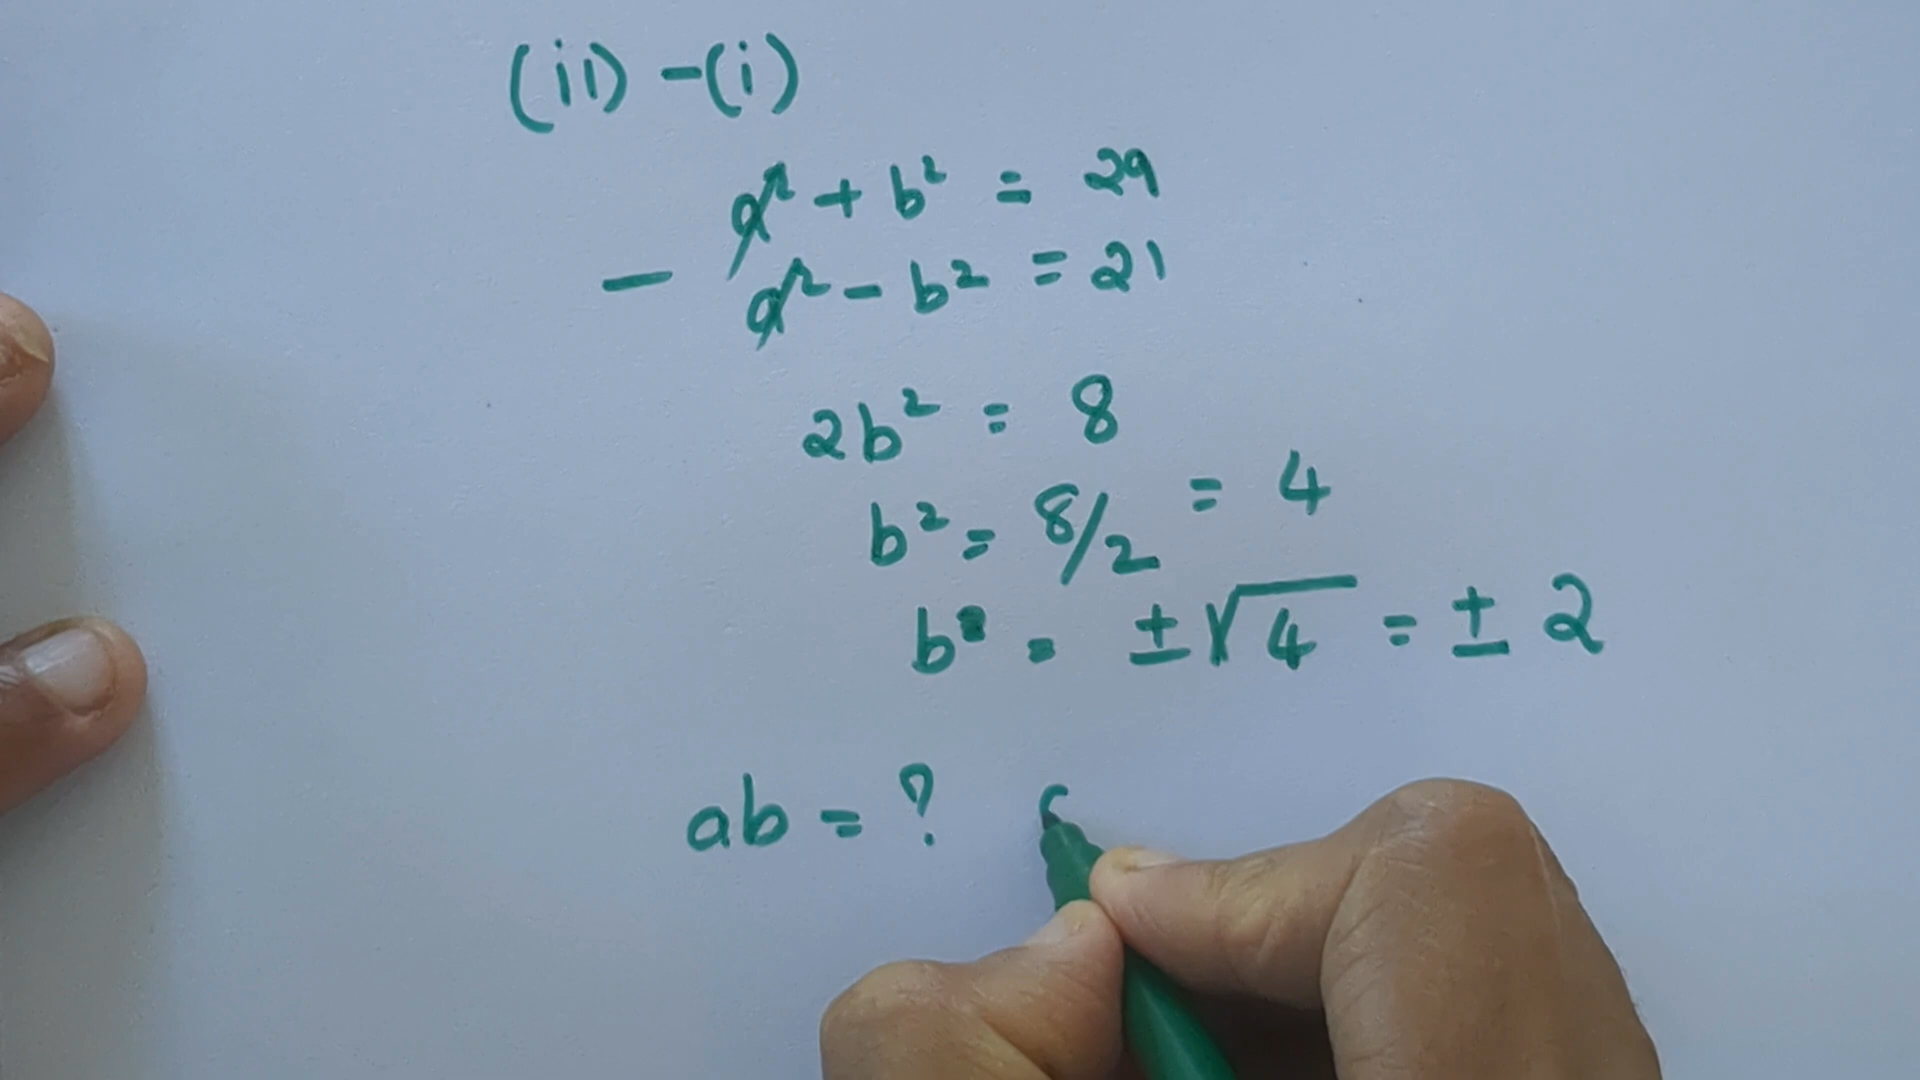 (ii) - (i)
a² + b² = 29
- a² - b² = 21
2b² = 8
b² = 8/2 = 4
b = ±√4 = ± 2
ab = ?